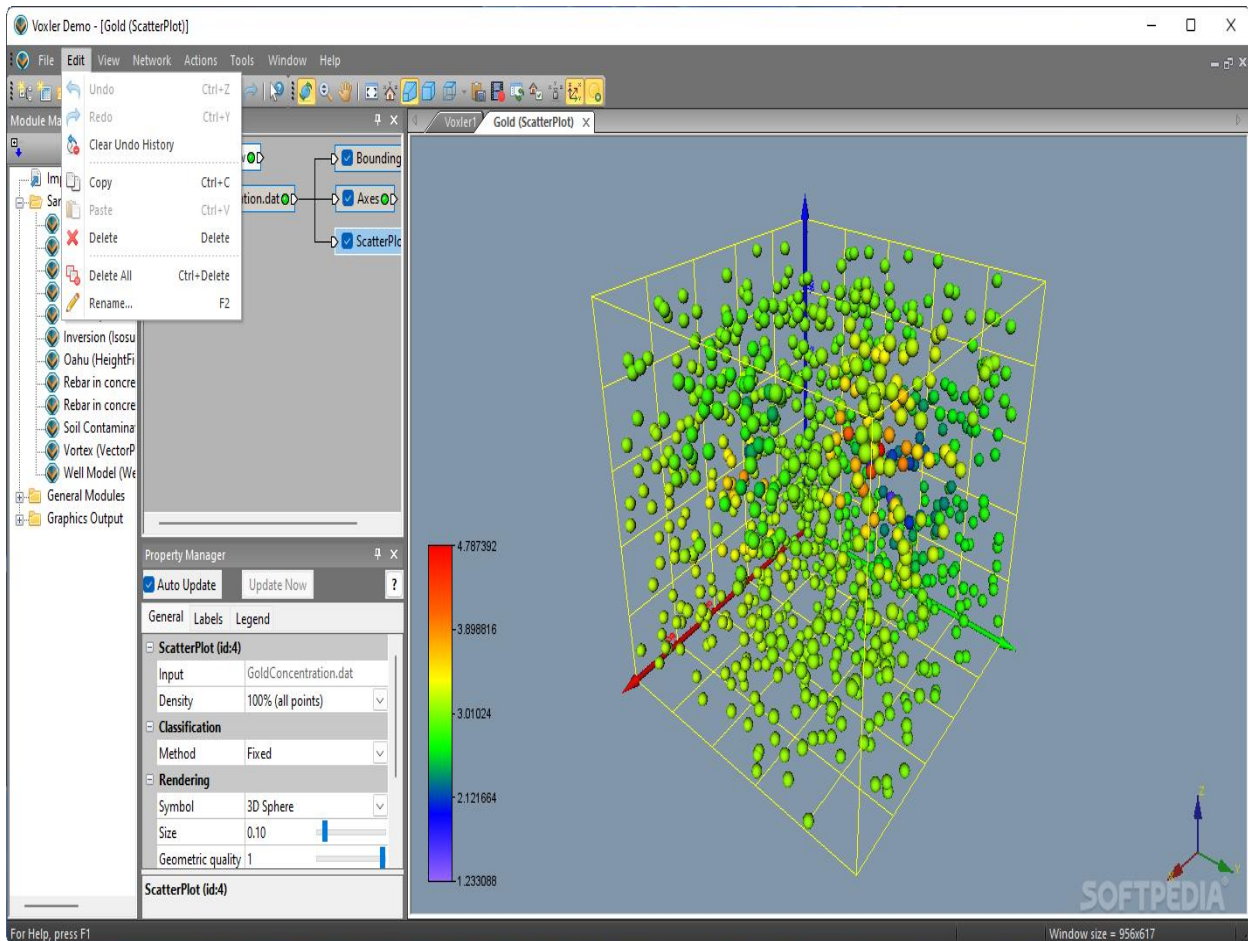 Voxler Demo - [Gold (ScatterPlot)]
File Edit View Network Actions Tools Window Help
Undo Ctrl+Z
Redo Ctrl+Y
Clear Undo History
Copy Ctrl+C
Paste Ctrl+V
Delete Delete
Delete All Ctrl+Delete
Rename... F2
Module Ma
Imp
Sar
Inversion (Isosu
Oahu (HeightFi
Rebar in concre
Rebar in concre
Soil Contamina
Vortex (VectorP
Well Model (We
General Modules
Graphics Output
tion.dat
Bounding
Axes
ScatterPlo
Voxler1 Gold (ScatterPlot) X
Property Manager
Auto Update Update Now ?
General Labels Legend
ScatterPlot (id:4)
Input GoldConcentration.dat
Density 100% (all points)
Classification
Method Fixed
Rendering
Symbol 3D Sphere
Size 0.10
Geometric quality 1
ScatterPlot (id:4)
4.787392
3.898816
3.01024
2.121664
1.233088
Z
Y
SOFTPEDIA
For Help, press F1 Window size = 956x617